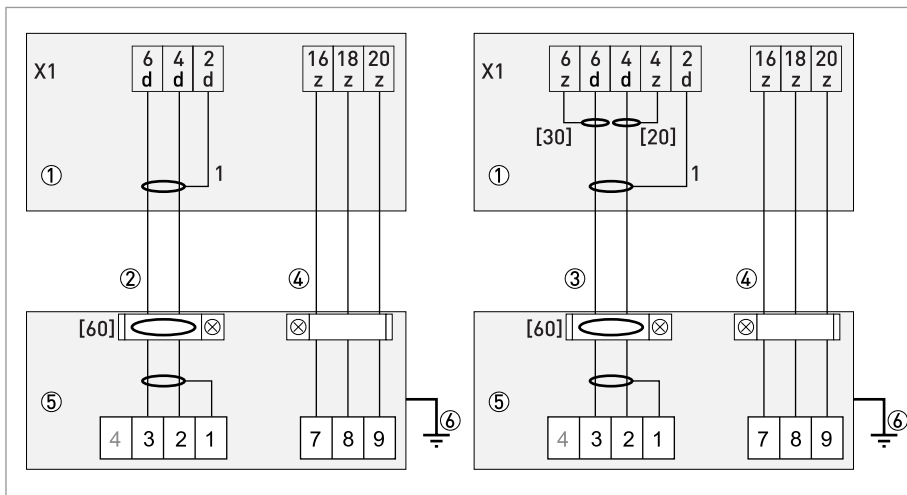 X1
6 4 2 16 18 20
d d d z z z
1
①
② ④
[60]
⑤ ⑥
4 3 2 1 7 8 9
X1
6 6 4 4 2 16 18 20
z d d z d z z z
[30] [20]
1
①
③ ④
[60]
⑤ ⑥
4 3 2 1 7 8 9